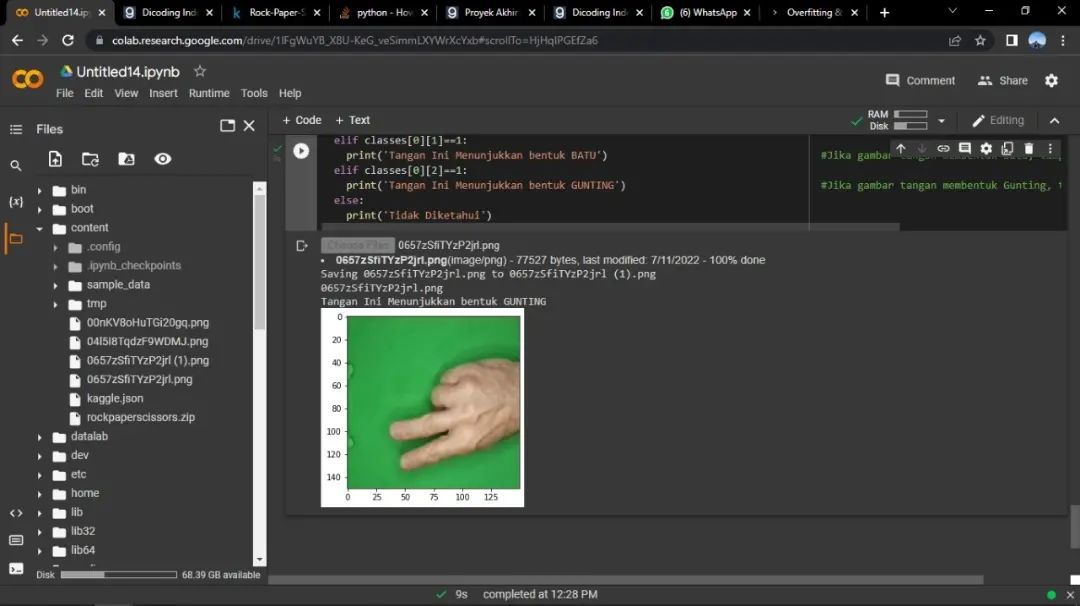 Untitled14.ip
Dicoding Ind
Rock-Paper-S
python - How
Proyek Akhir
Dicoding Ind
(6) WhatsApp
Overfitting &
colab.research.google.com/drive/1IFgWuYB_X8U-KeG_veSimmLXYWrXcYxb#scrollTo=HjHqIPGEfZa6
Untitled14.ipynb
File Edit View Insert Runtime Tools Help
Comment
Share
Files
+ Code + Text
RAM
Disk
Editing
elif classes[0][1]==1:
print('Tangan Ini Menunjukkan bentuk BATU')
elif classes[0][2]==1:
print('Tangan Ini Menunjukkan bentuk GUNTING')
#Jika gambar tangan membentuk Gunting,
else:
print('Tidak Diketahui')
bin
boot
content
.config
.ipynb_checkpoints
sample_data
tmp
00nKV8oHuTGi20gq.png
04I5I8TqdzF9WDMJ.png
0657zSfiTYzP2jrl (1).png
0657zSfiTYzP2jrl.png
kaggle.json
rockpaperscissors.zip
datalab
dev
etc
home
lib
lib32
lib64
Disk
68.39 GB available
Choose Files 0657zSfiTYzP2jrl.png
• 0657zSfiTYzP2jrl.png(image/png) - 77527 bytes, last modified: 7/11/2022 - 100% done
Saving 0657zSfiTYzP2jrl.png to 0657zSfiTYzP2jrl (1).png
0657zSfiTYzP2jrl.png
Tangan Ini Menunjukkan bentuk GUNTING
0
20
40
60
80
100
120
140
0 25 50 75 100 125
9s completed at 12:28 PM